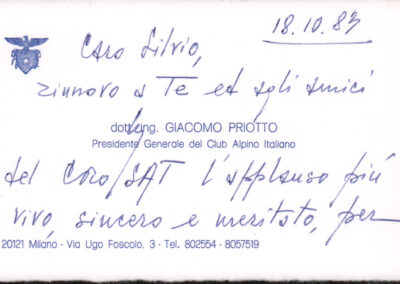 18.10.83
Caro Silvio,
rinnovo a Te ed agli amici
dott. ing. GIACOMO PRIOTTO
Presidente Generale del Club Alpino Italiano
del Coro SAT l'applauso più
vivo, sincero e meritato, per
20121 Milano - Via Ugo Foscolo, 3 - Tel. 802554 - 8057519